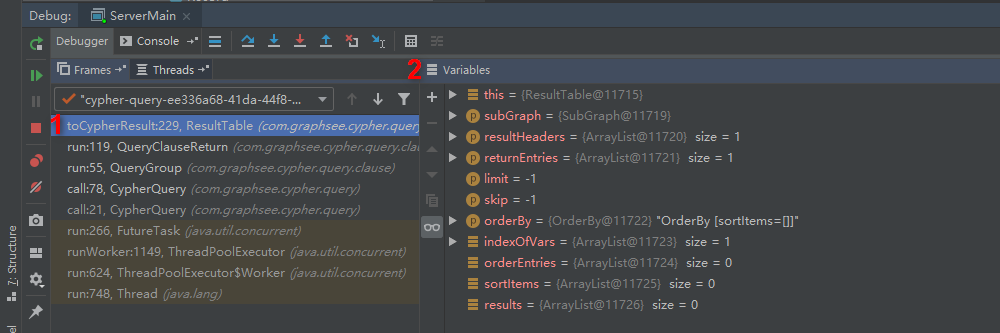 Debug: ServerMain
Debugger Console
Frames Threads
2 Variables
"cypher-query-ee336a68-41da-44f8-...
1 toCypherResult:229, ResultTable (com.graphsee.cypher.query
run:119, QueryClauseReturn (com.graphsee.cypher.query.clau
run:55, QueryGroup (com.graphsee.cypher.query.clause)
call:78, CypherQuery (com.graphsee.cypher.query)
call:21, CypherQuery (com.graphsee.cypher.query)
run:266, FutureTask (java.util.concurrent)
runWorker:1149, ThreadPoolExecutor (java.util.concurrent)
run:624, ThreadPoolExecutor$Worker (java.util.concurrent)
run:748, Thread (java.lang)
this = {ResultTable@11715}
subGraph = {SubGraph@11719}
resultHeaders = {ArrayList@11720} size = 1
returnEntries = {ArrayList@11721} size = 1
limit = -1
skip = -1
orderBy = {OrderBy@11722} "OrderBy [sortItems=[]]"
indexOfVars = {ArrayList@11723} size = 1
orderEntries = {ArrayList@11724} size = 0
sortItems = {ArrayList@11725} size = 0
results = {ArrayList@11726} size = 0
Z: Structure